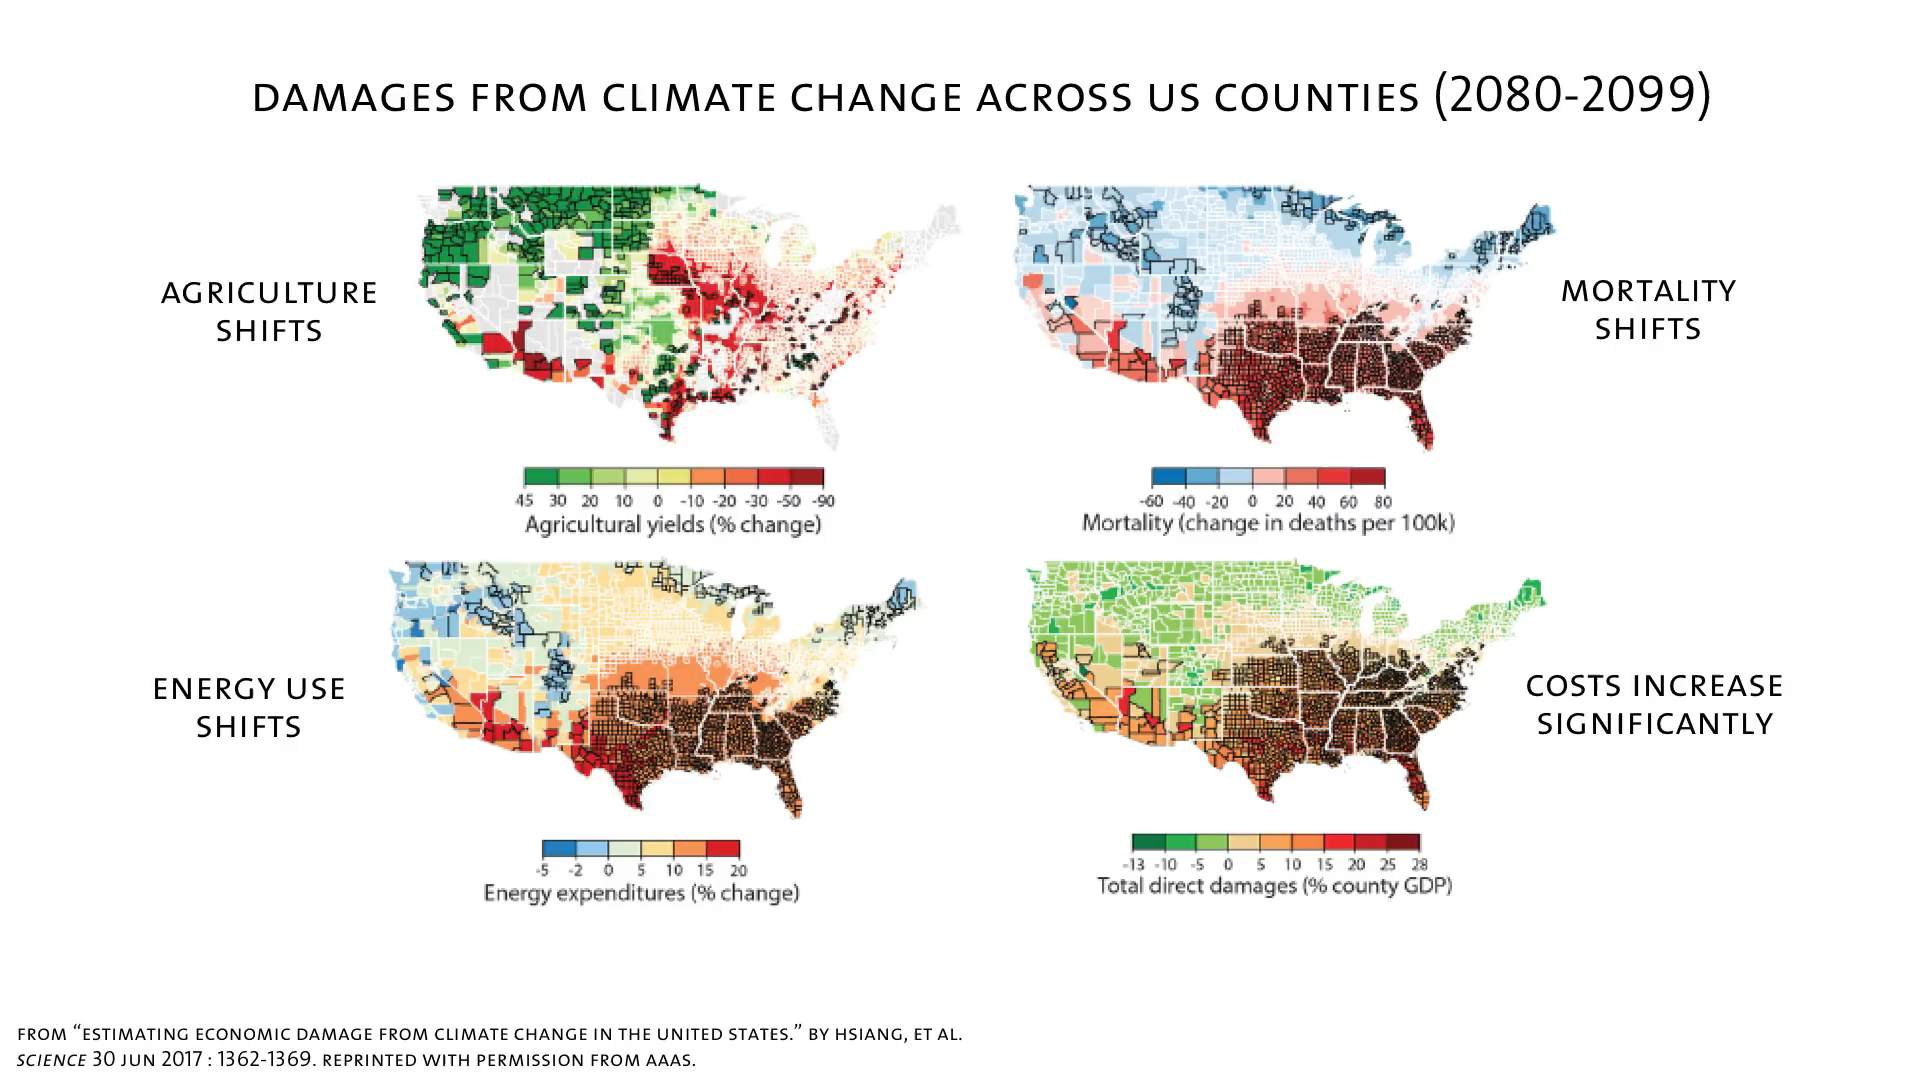 DAMAGES FROM CLIMATE CHANGE ACROSS US COUNTIES (2080-2099)
AGRICULTURE
SHIFTS
45 30 20 10 0 -10 -20 -30 -50 -90
Agricultural yields (% change)
MORTALITY
SHIFTS
-60 -40 -20 0 20 40 60 80
Mortality (change in deaths per 100k)
ENERGY USE
SHIFTS
-5 -2 0 5 10 15 20
Energy expenditures (% change)
COSTS INCREASE
SIGNIFICANTLY
-13 -10 -5 0 5 10 15 20 25 28
Total direct damages (% county GDP)
FROM “ESTIMATING ECONOMIC DAMAGE FROM CLIMATE CHANGE IN THE UNITED STATES.” BY HSIANG, ET AL.
SCIENCE 30 JUN 2017 : 1362-1369. REPRINTED WITH PERMISSION FROM AAAS.